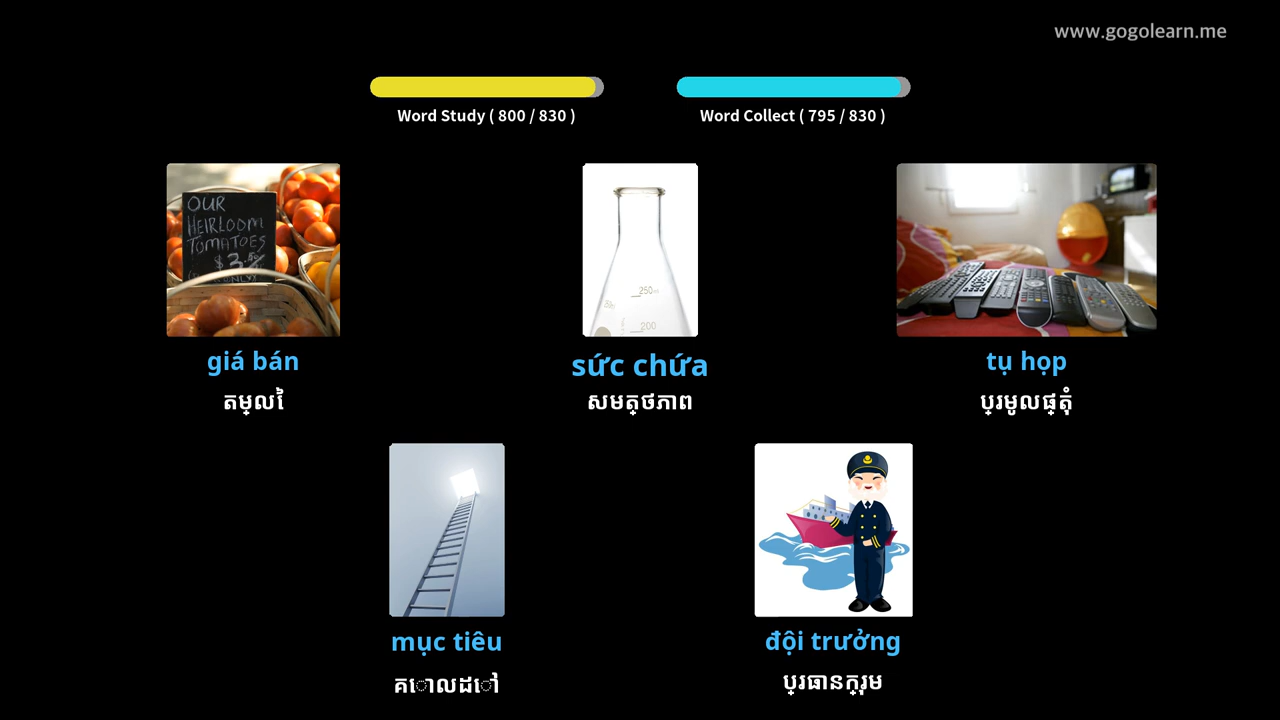 www.gogolearn.me
Word Study ( 800 / 830 )
Word Collect ( 795 / 830 )
OUR
HEIRLOOM
TOMATOES
giá bán
sức chứa
tụ họp
តម្លៃ
សមត្ថភាព
ប្រមូលផ្តុំ
250
200
mục tiêu
đội trưởng
គោលដៅ
ប្រធានក្រុម